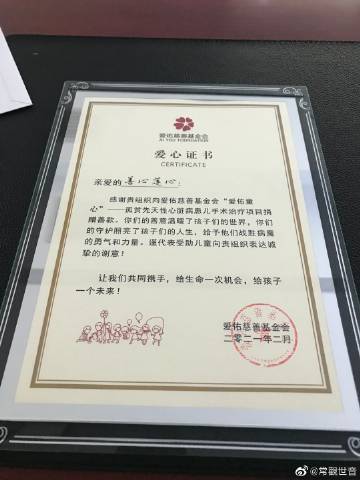 爱佑慈善基金会
AI YOU FOUNDATION
爱心证书
CERTIFICATE
亲爱的善心莲心:
感谢贵组织向爱佑慈善基金会“爱佑童
心”——孤贫先天性心脏病患儿手术治疗项目捐
赠善款。你们的善意温暖了孩子们的世界，你们
的守护照亮了孩子们的人生，给予他们战胜病魔
的勇气和力量。谨代表受助儿童向贵组织表达诚
挚的谢意！
让我们共同携手，给生命一次机会，给孩子
一个未来！
爱佑慈善基金会
二零二一年二月
@常觀世音